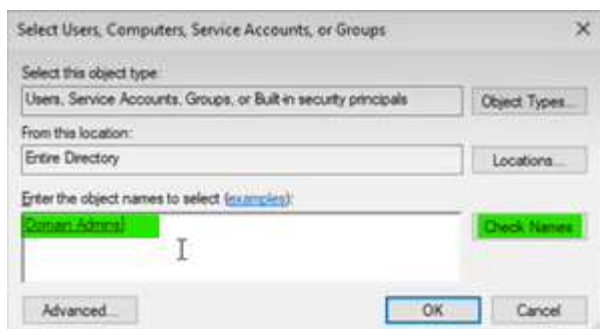 Select Users, Computers, Service Accounts, or Groups
Select this object type:
Users, Service Accounts, Groups, or Built-in security principals
Object Types...
From this location:
Entire Directory
Locations...
Enter the object names to select (examples):
Domain Admins
Check Names
Advanced...
OK
Cancel